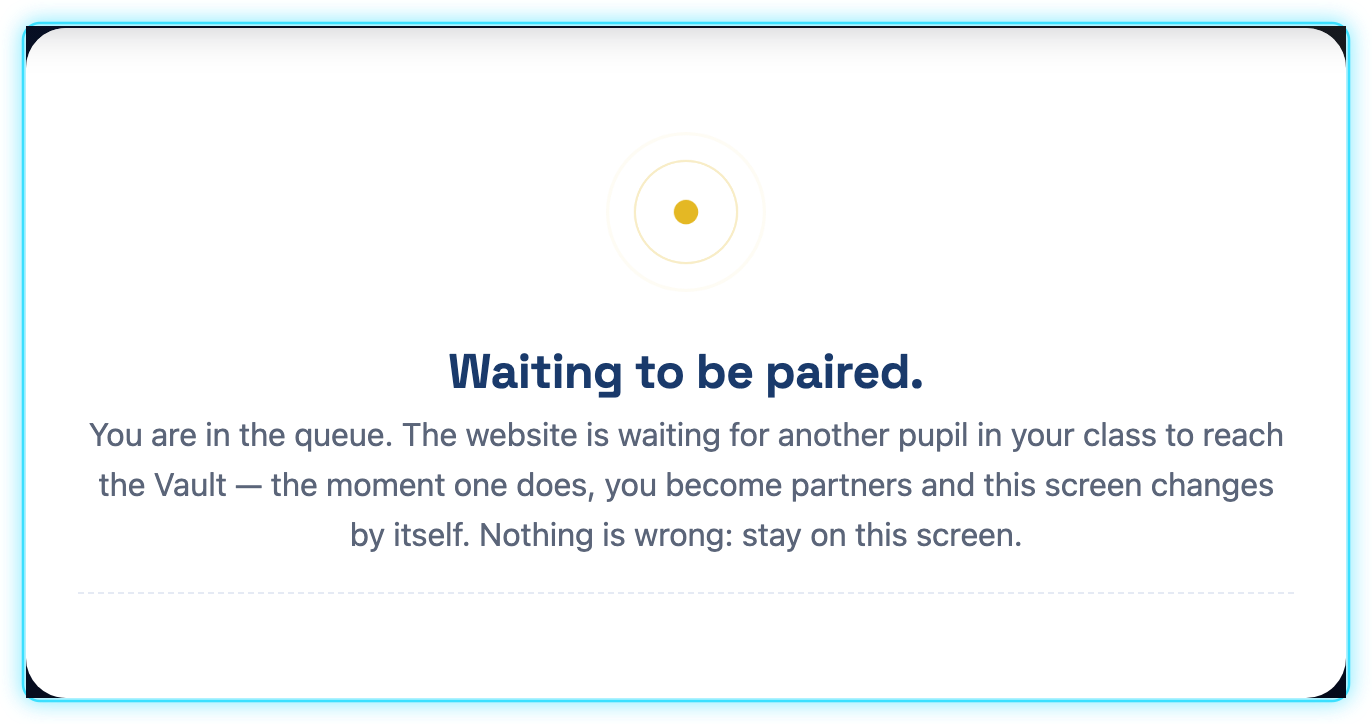 Waiting to be paired.
You are in the queue. The website is waiting for another pupil in your class to reach
the Vault — the moment one does, you become partners and this screen changes
by itself. Nothing is wrong: stay on this screen.